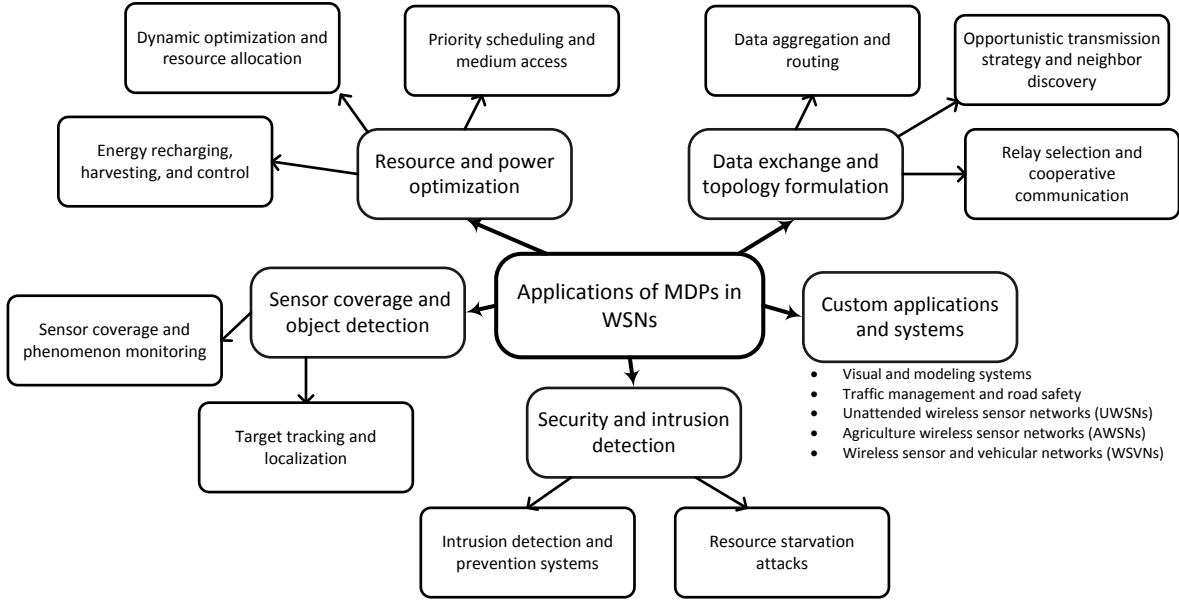 Dynamic optimization and
resource allocation
Priority scheduling and
medium access
Data aggregation and
routing
Opportunistic transmission
strategy and neighbor
discovery
Energy recharging,
harvesting, and control
Resource and power
optimization
Data exchange and
topology formulation
Relay selection and
cooperative
communication
Sensor coverage and
object detection
Applications of MDPs in
WSNs
Custom applications
and systems
Sensor coverage and
phenomenon monitoring
• Visual and modeling systems
• Traffic management and road safety
• Unattended wireless sensor networks (UWSNs)
• Agriculture wireless sensor networks (AWSNs)
• Wireless sensor and vehicular networks (WSVNs)
Security and intrusion
detection
Target tracking and
localization
Intrusion detection and
prevention systems
Resource starvation
attacks